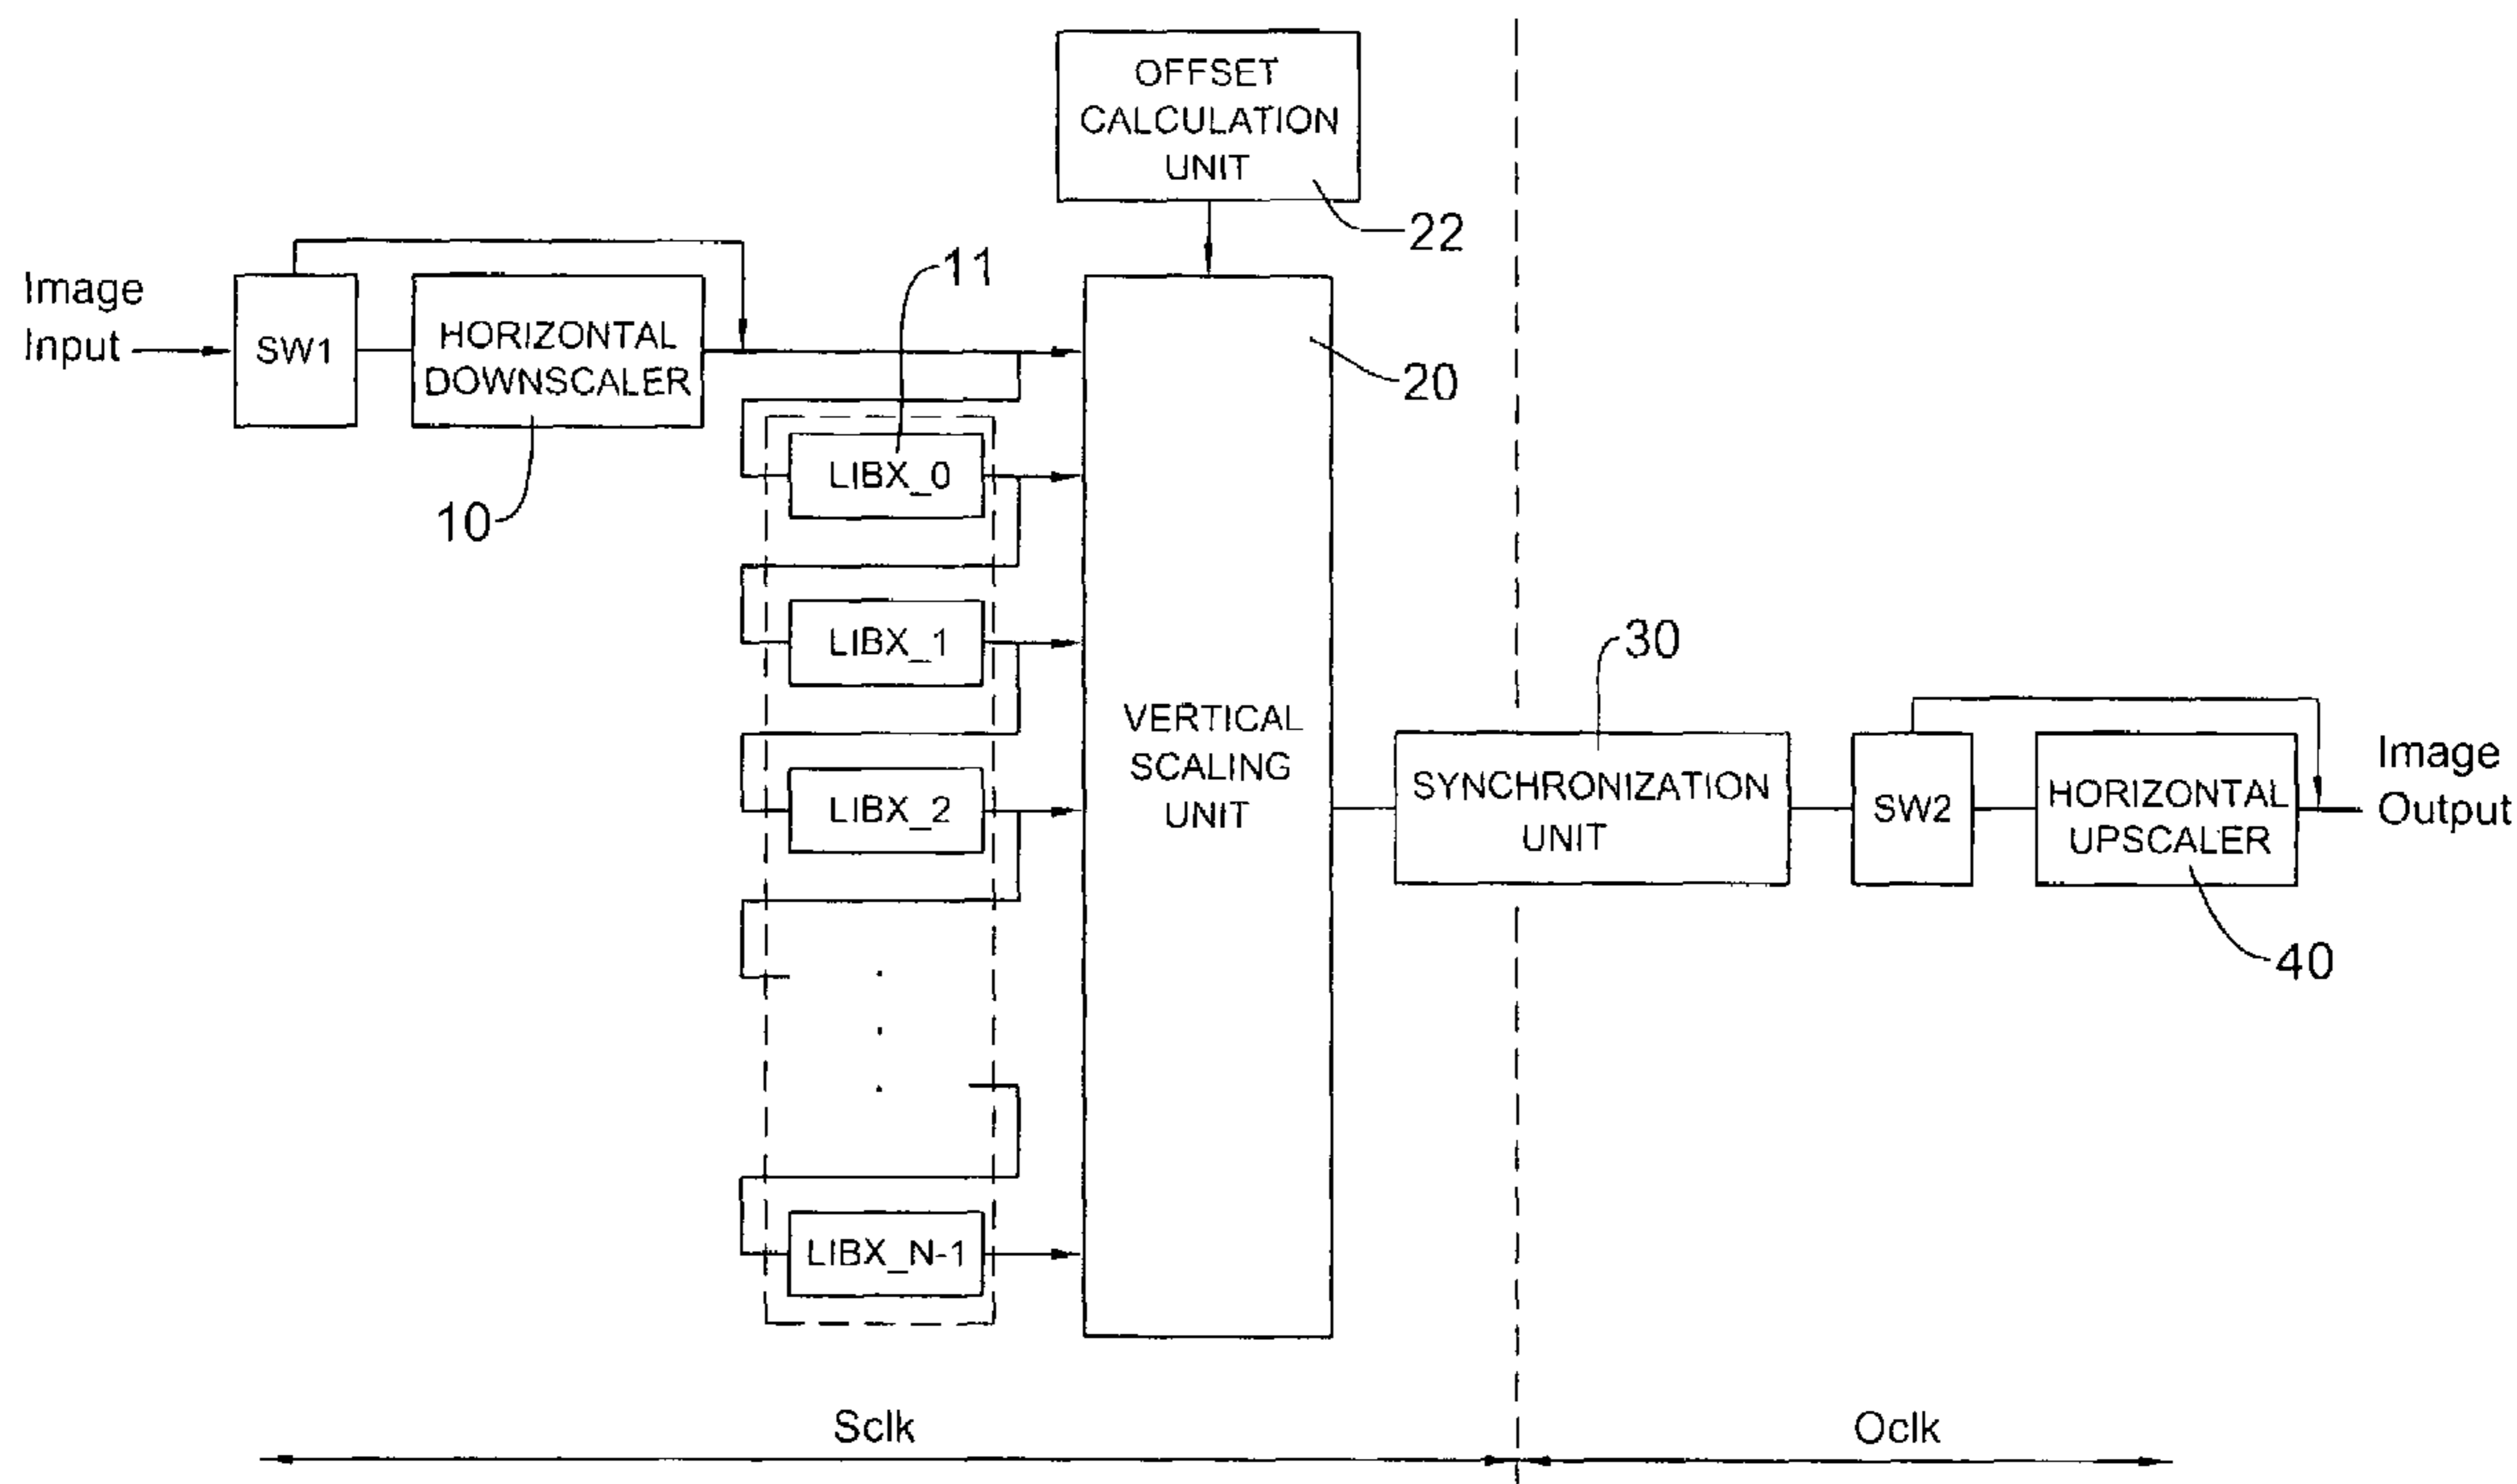 OFFSET
CALCULATION
UNIT
22
Image
Input
SW1
HORIZONTAL
DOWNSCALER
10
11
LIBX_0
LIBX_1
LIBX_2
LIBX_N-1
20
VERTICAL
SCALING
UNIT
30
SYNCHRONIZATION
UNIT
SW2
HORIZONTAL
UPSCALER
40
Image
Output
Sclk
Oclk